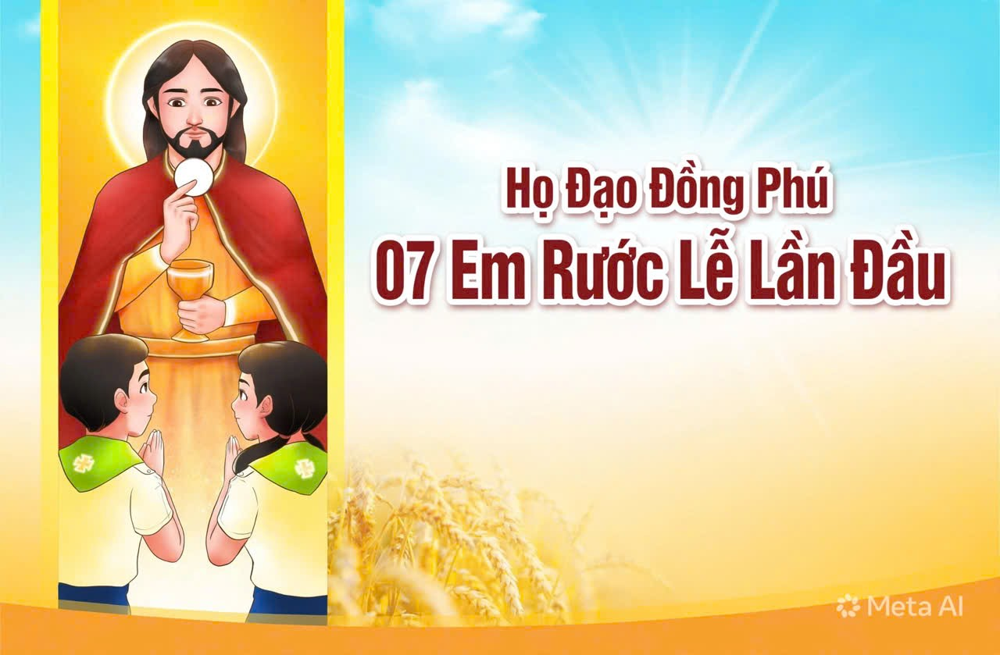 Họ Đạo Đồng Phú
07 Em Rước Lễ Lần Đầu
Meta AI